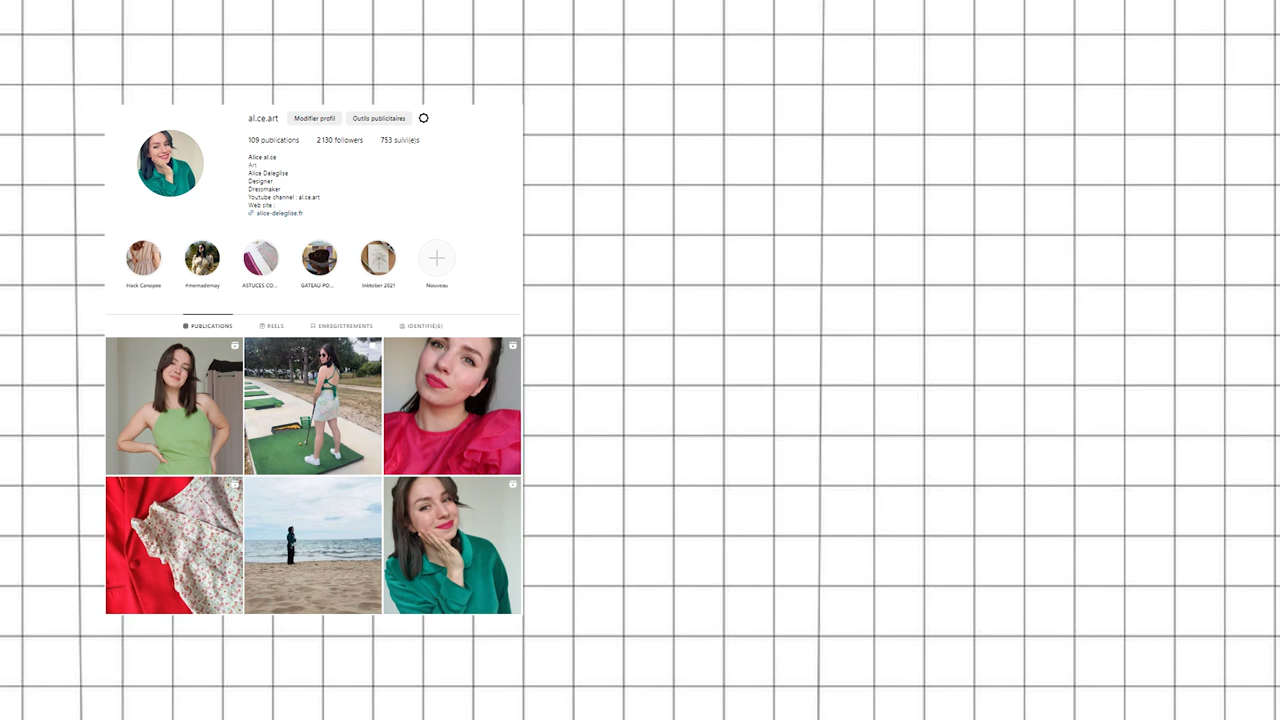 al.ce.art Modifier profil Outils publicitaires
109 publications 2 130 followers 753 suivi(e)s
Alice al.ce
Art
Alice Deleglise
Designer
Dressmaker
Youtube channel : al.ce.art
Web site :
alice-deleglise.fr
Hack Canopée #memademay ASTUCES CO... GATEAU PO... Inktober 2021 Nouveau
PUBLICATIONS REELS ENREGISTREMENTS IDENTIFIÉ(E)